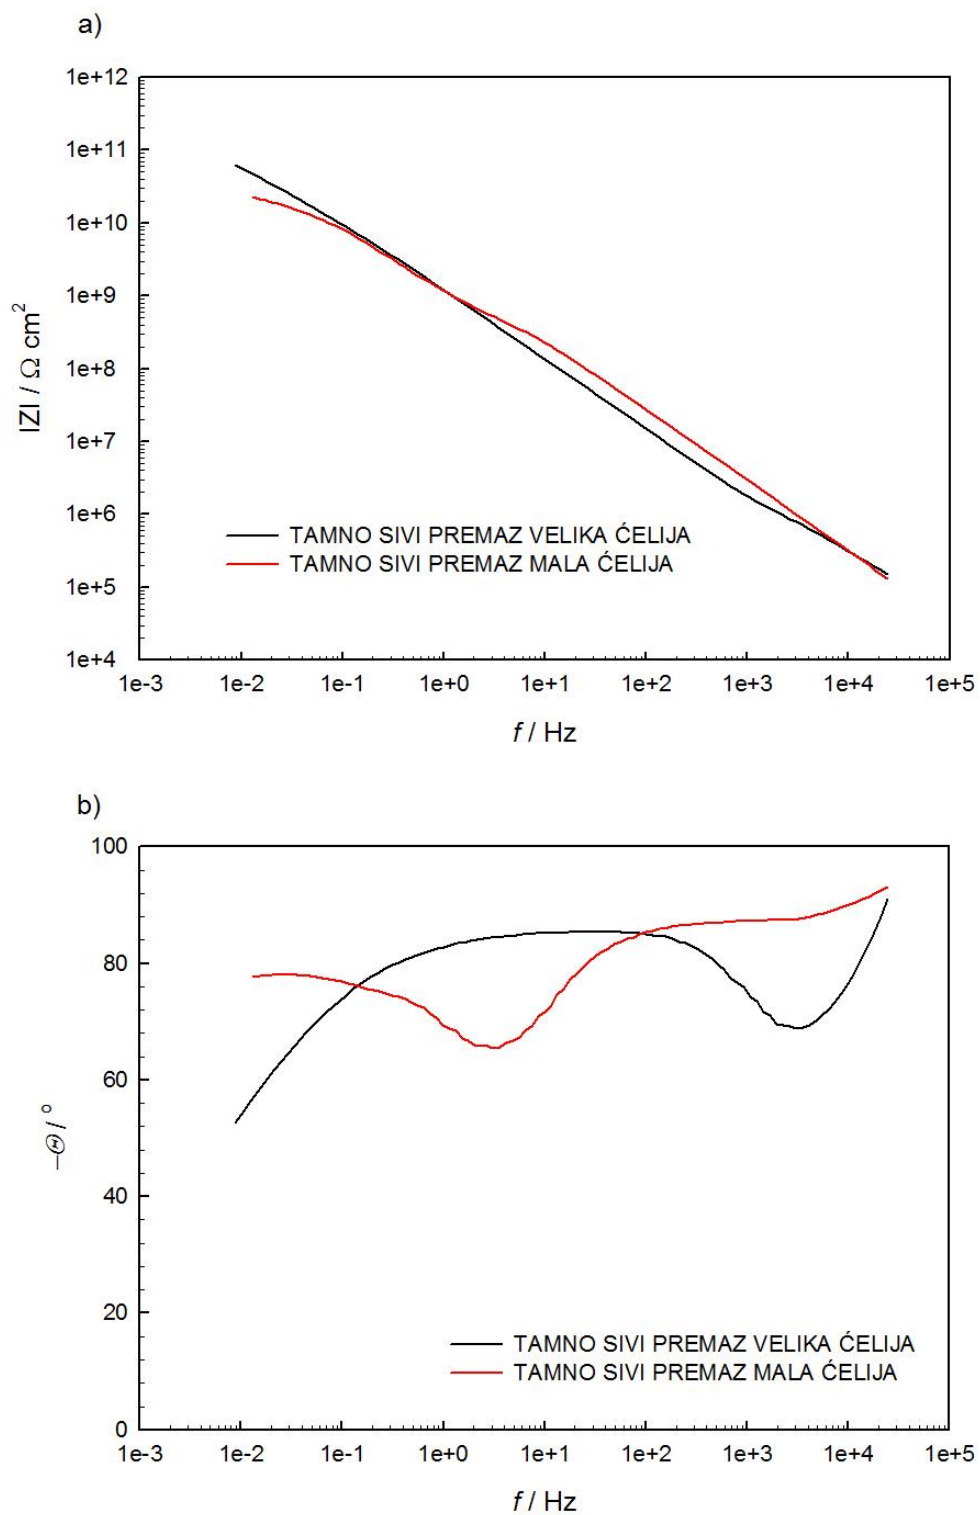 a)
1e+12
1e+11
1e+10
1e+9
1e+8
1e+7
1e+6
1e+5
1e+4
|Z| / Ω cm²
TAMNO SIVI PREMAZ VELIKA ĆELIJA
TAMNO SIVI PREMAZ MALA ĆELIJA
1e-3 1e-2 1e-1 1e+0 1e+1 1e+2 1e+3 1e+4 1e+5
f / Hz
b)
100
80
60
40
20
0
−Θ / °
TAMNO SIVI PREMAZ VELIKA ĆELIJA
TAMNO SIVI PREMAZ MALA ĆELIJA
1e-3 1e-2 1e-1 1e+0 1e+1 1e+2 1e+3 1e+4 1e+5
f / Hz